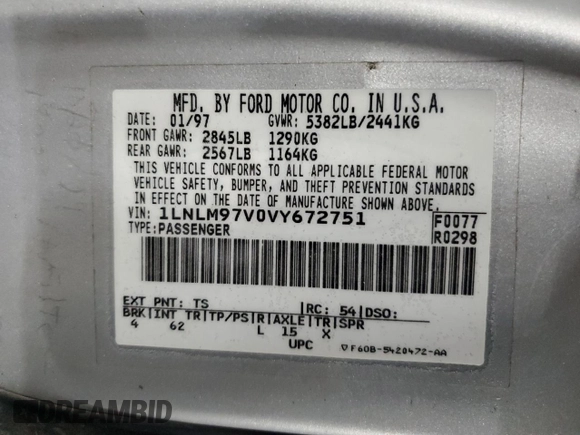 MFD. BY FORD MOTOR CO. IN U.S.A.
DATE: 01/97 GVWR: 5382LB/2441KG
FRONT GAWR: 2845LB 1290KG
REAR GAWR: 2567LB 1164KG
THIS VEHICLE CONFORMS TO ALL APPLICABLE FEDERAL MOTOR
VEHICLE SAFETY, BUMPER, AND THEFT PREVENTION STANDARDS
IN EFFECT ON THE DATE OF MANUFACTURE SHOWN ABOVE.
VIN: 1LNLM97V0VY672751 F0077
TYPE: PASSENGER R0298
EXT PNT: TS RC: 54 DSO:
BRK INT TR TP/PS R AXLE TR SPR
4 62 L 15 X
UPC ▽F60B-5420472-AA
DREAMBID